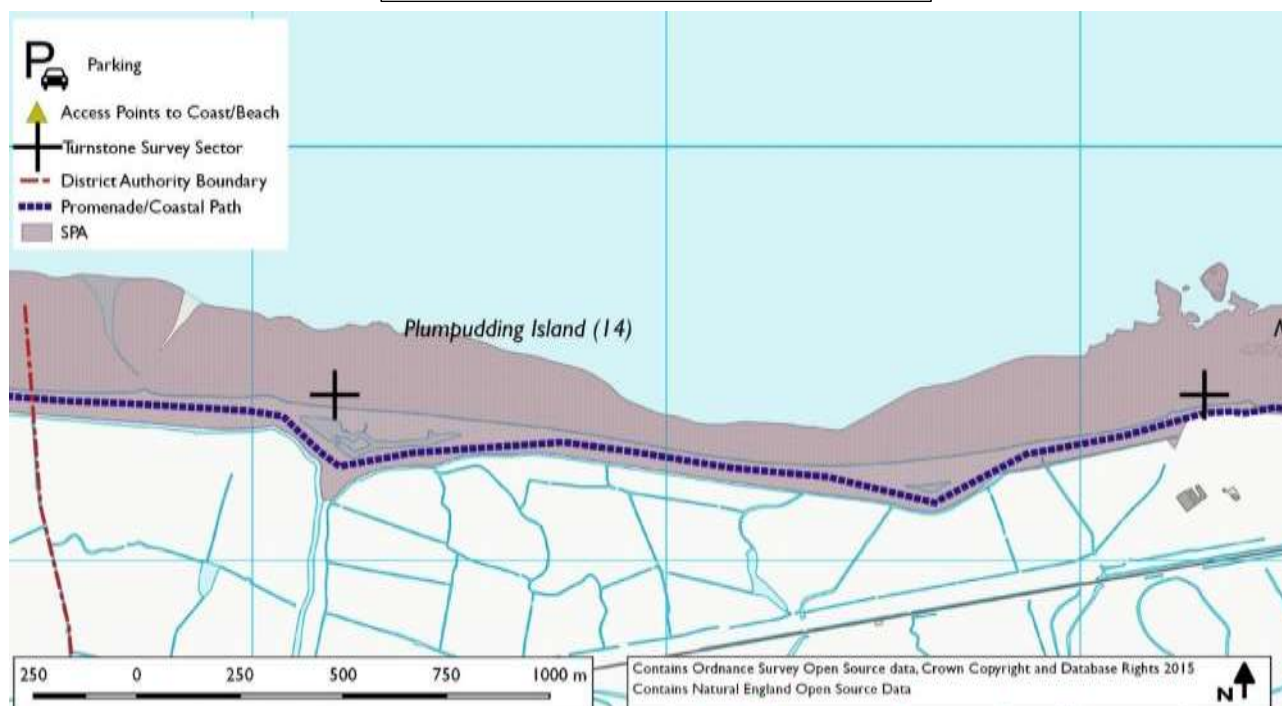 P
Parking
Access Points to Coast/Beach
Turnstone Survey Sector
District Authority Boundary
Promenade/Coastal Path
SPA
Plumpudding Island (14)
250 0 250 500 750 1000 m
Contains Ordnance Survey Open Source data, Crown Copyright and Database Rights 2015
Contains Natural England Open Source Data
N